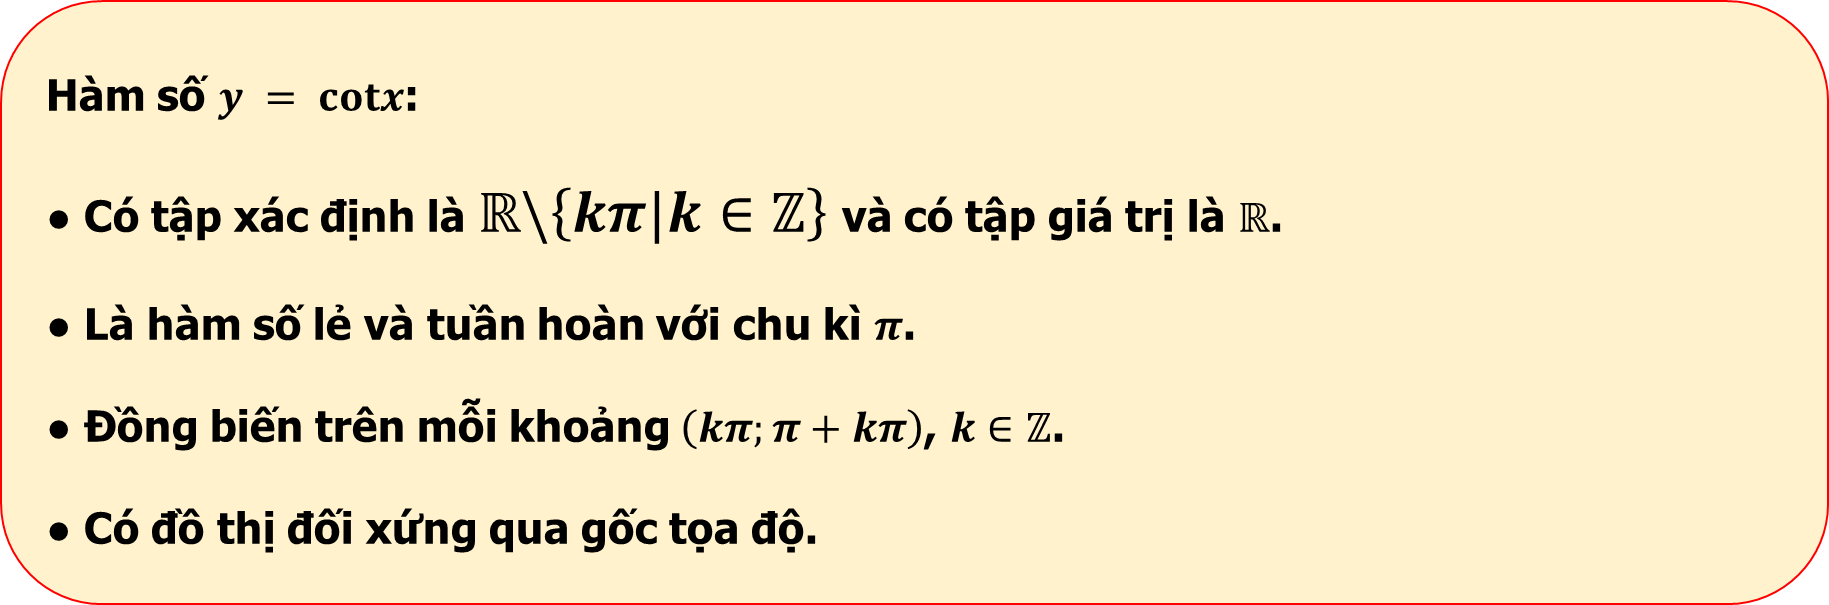 Hàm số y = cotx:
● Có tập xác định là ℝ\{kπ|k ∈ ℤ} và có tập giá trị là ℝ.
● Là hàm số lẻ và tuần hoàn với chu kì π.
● Đồng biến trên mỗi khoảng (kπ; π + kπ), k ∈ ℤ.
● Có đồ thị đối xứng qua gốc tọa độ.